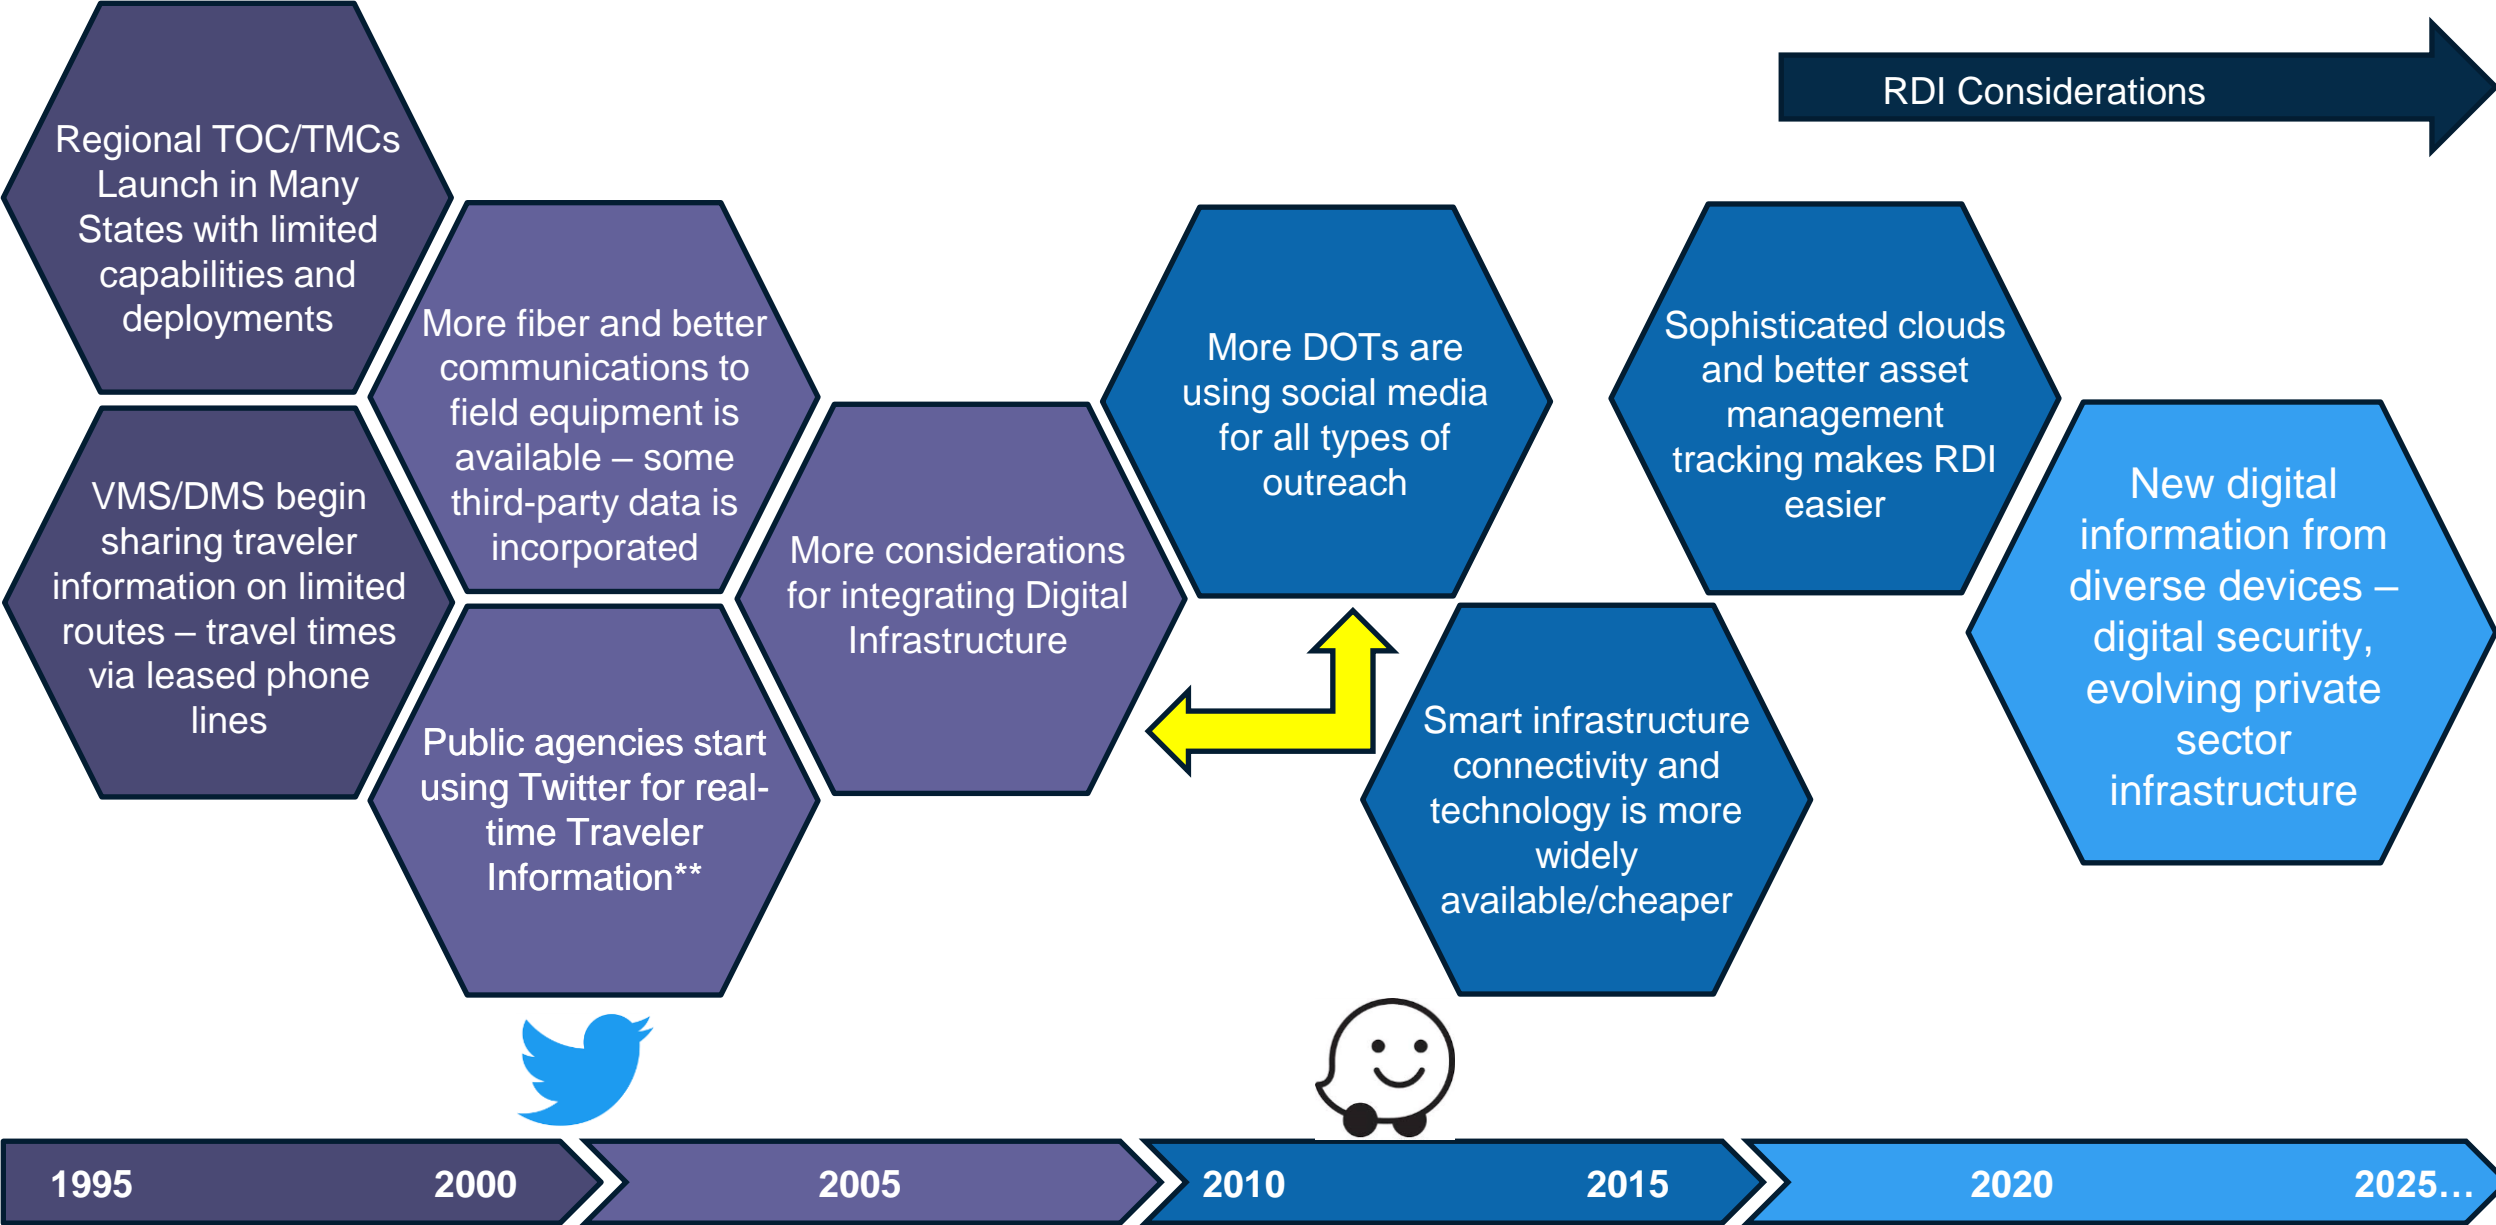 Regional TOC/TMCs
Launch in Many
States with limited
capabilities and
deployments
VMS/DMS begin
sharing traveler
information on limited
routes – travel times
via leased phone
lines
More fiber and better
communications to
field equipment is
available – some
third-party data is
incorporated
Public agencies start
using Twitter for real-
time Traveler
Information**
More considerations
for integrating Digital
Infrastructure
More DOTs are
using social media
for all types of
outreach
Smart infrastructure
connectivity and
technology is more
widely
available/cheaper
RDI Considerations
Sophisticated clouds
and better asset
management
tracking makes RDI
easier
New digital
information from
diverse devices –
digital security,
evolving private
sector
infrastructure
1995 2000 2005 2010 2015 2020 2025...